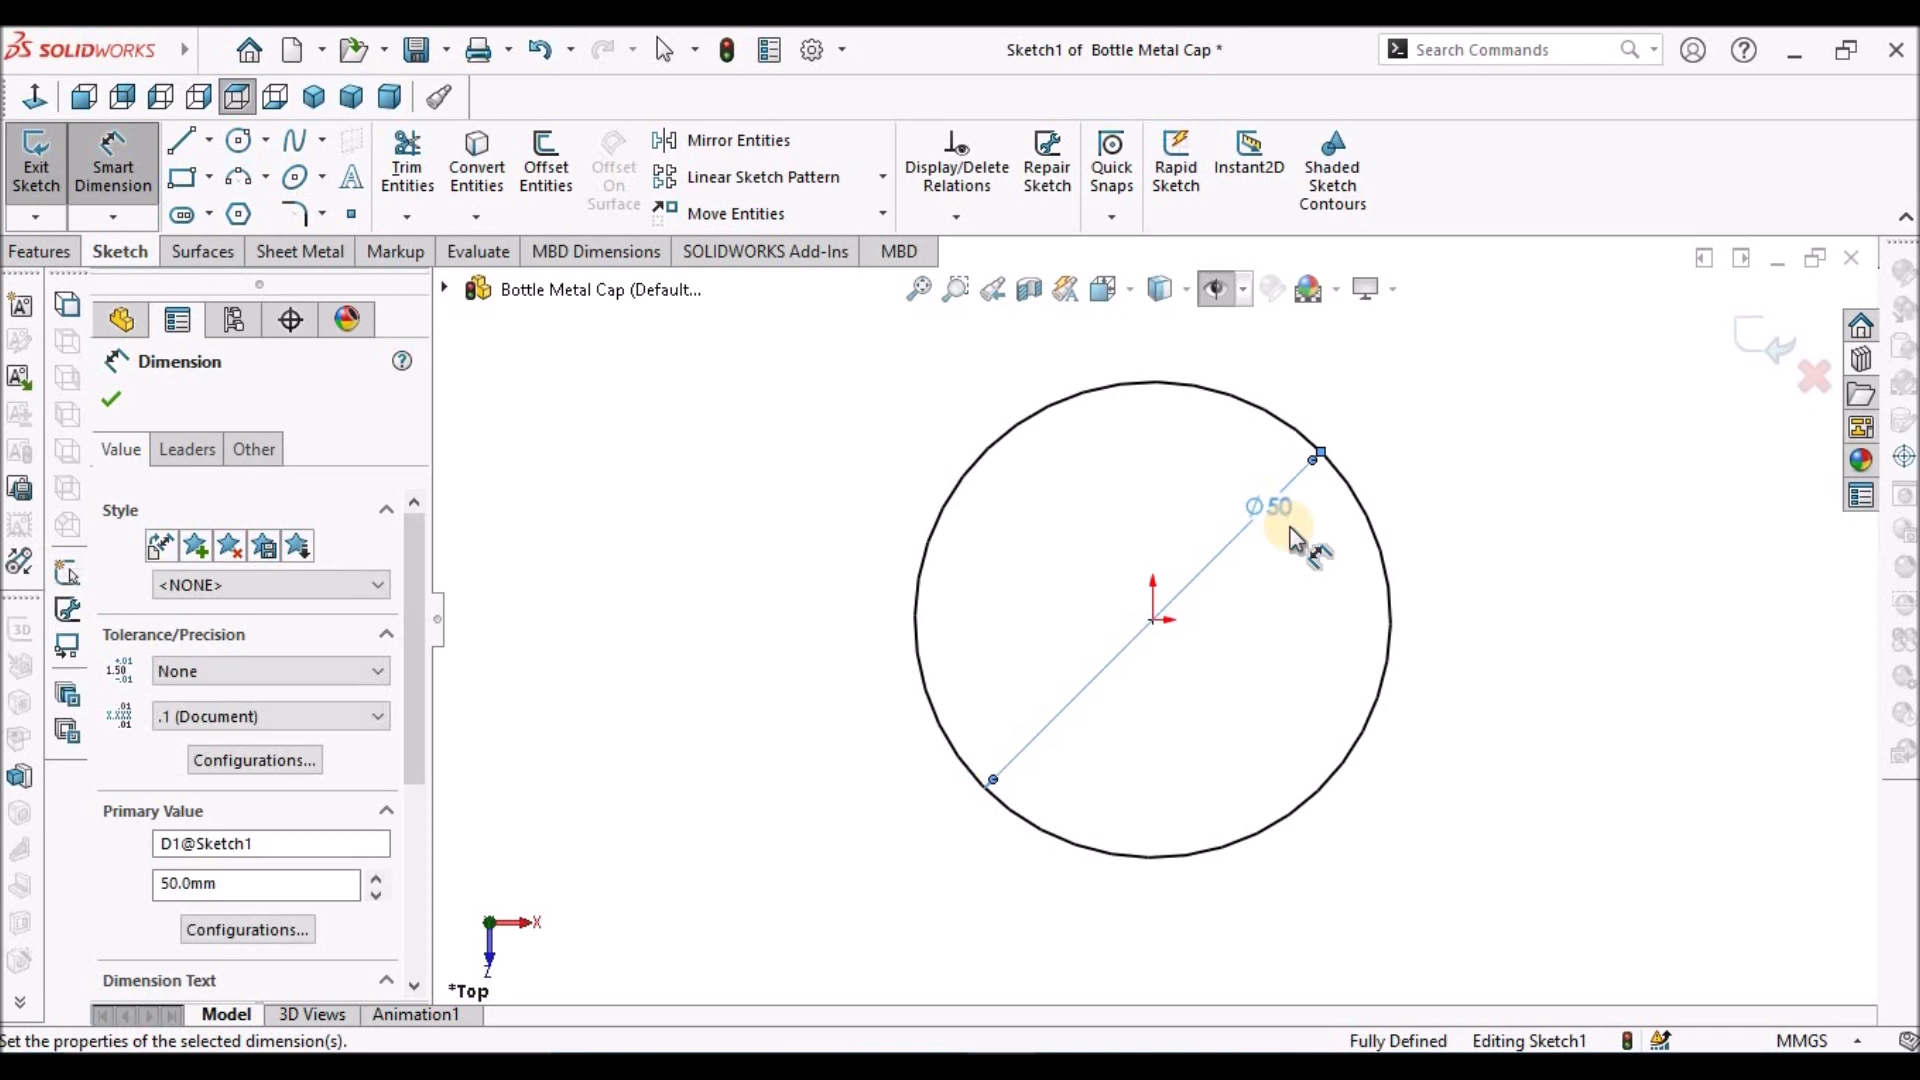 SOLIDWORKS
Sketch1 of Bottle Metal Cap *
Search Commands
Exit Sketch
Smart Dimension
Trim Entities
Convert Entities
Offset Entities
Offset On Surface
Mirror Entities
Linear Sketch Pattern
Move Entities
Display/Delete Relations
Repair Sketch
Quick Snaps
Rapid Sketch
Instant2D
Shaded Sketch Contours
Features
Sketch
Surfaces
Sheet Metal
Markup
Evaluate
MBD Dimensions
SOLIDWORKS Add-Ins
MBD
Bottle Metal Cap (Default...
Dimension
Value
Leaders
Other
Style
<NONE>
Tolerance/Precision
None
.1 (Document)
Configurations...
Primary Value
D1@Sketch1
50.0mm
Configurations...
Dimension Text
∅50
X
Z
*Top
Model
3D Views
Animation1
Set the properties of the selected dimension(s).
Fully Defined
Editing Sketch1
MMGS